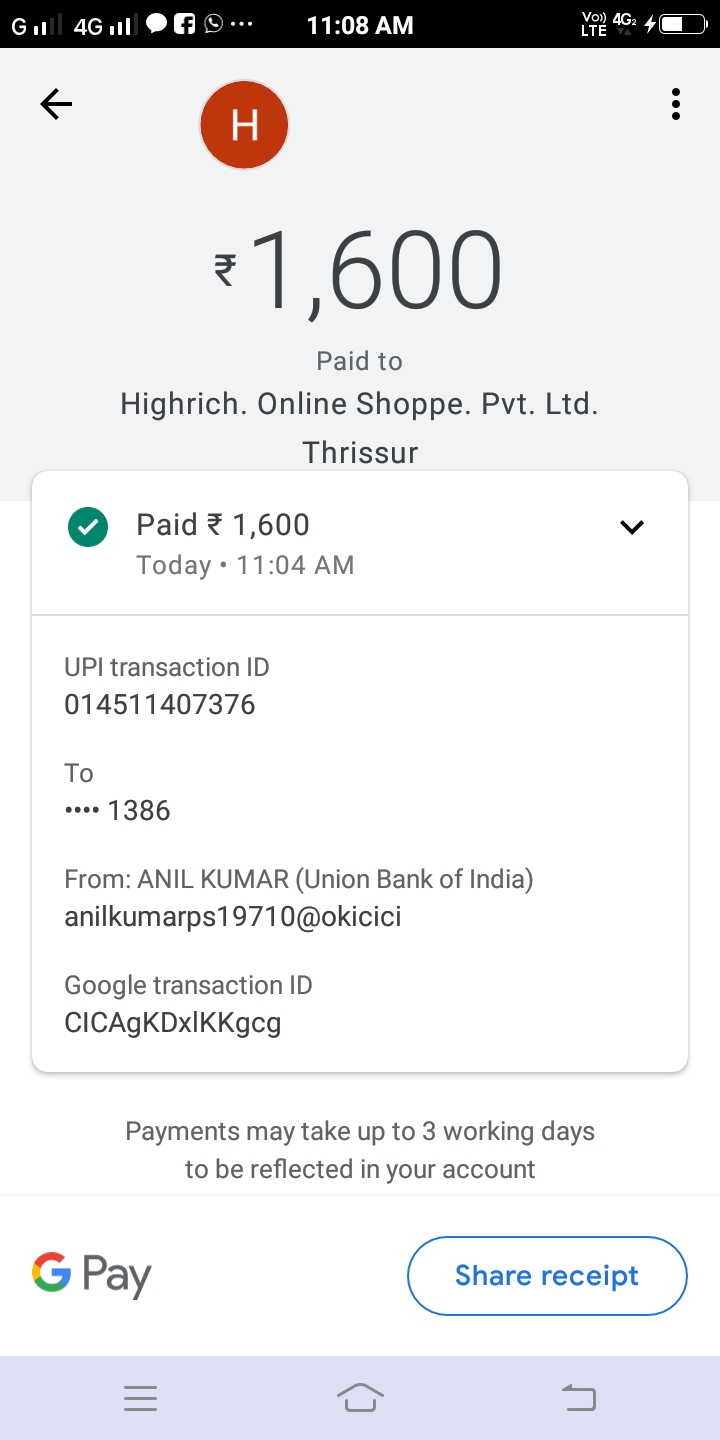 G 4G 11:08 AM Vo)) LTE 4G2
H
₹1,600
Paid to
Highrich. Online Shoppe. Pvt. Ltd.
Thrissur
Paid ₹ 1,600
Today • 11:04 AM
UPI transaction ID
014511407376
To
•••• 1386
From: ANIL KUMAR (Union Bank of India)
anilkumarps19710@okicici
Google transaction ID
CICAgKDxlKKgcg
Payments may take up to 3 working days
to be reflected in your account
G Pay
Share receipt